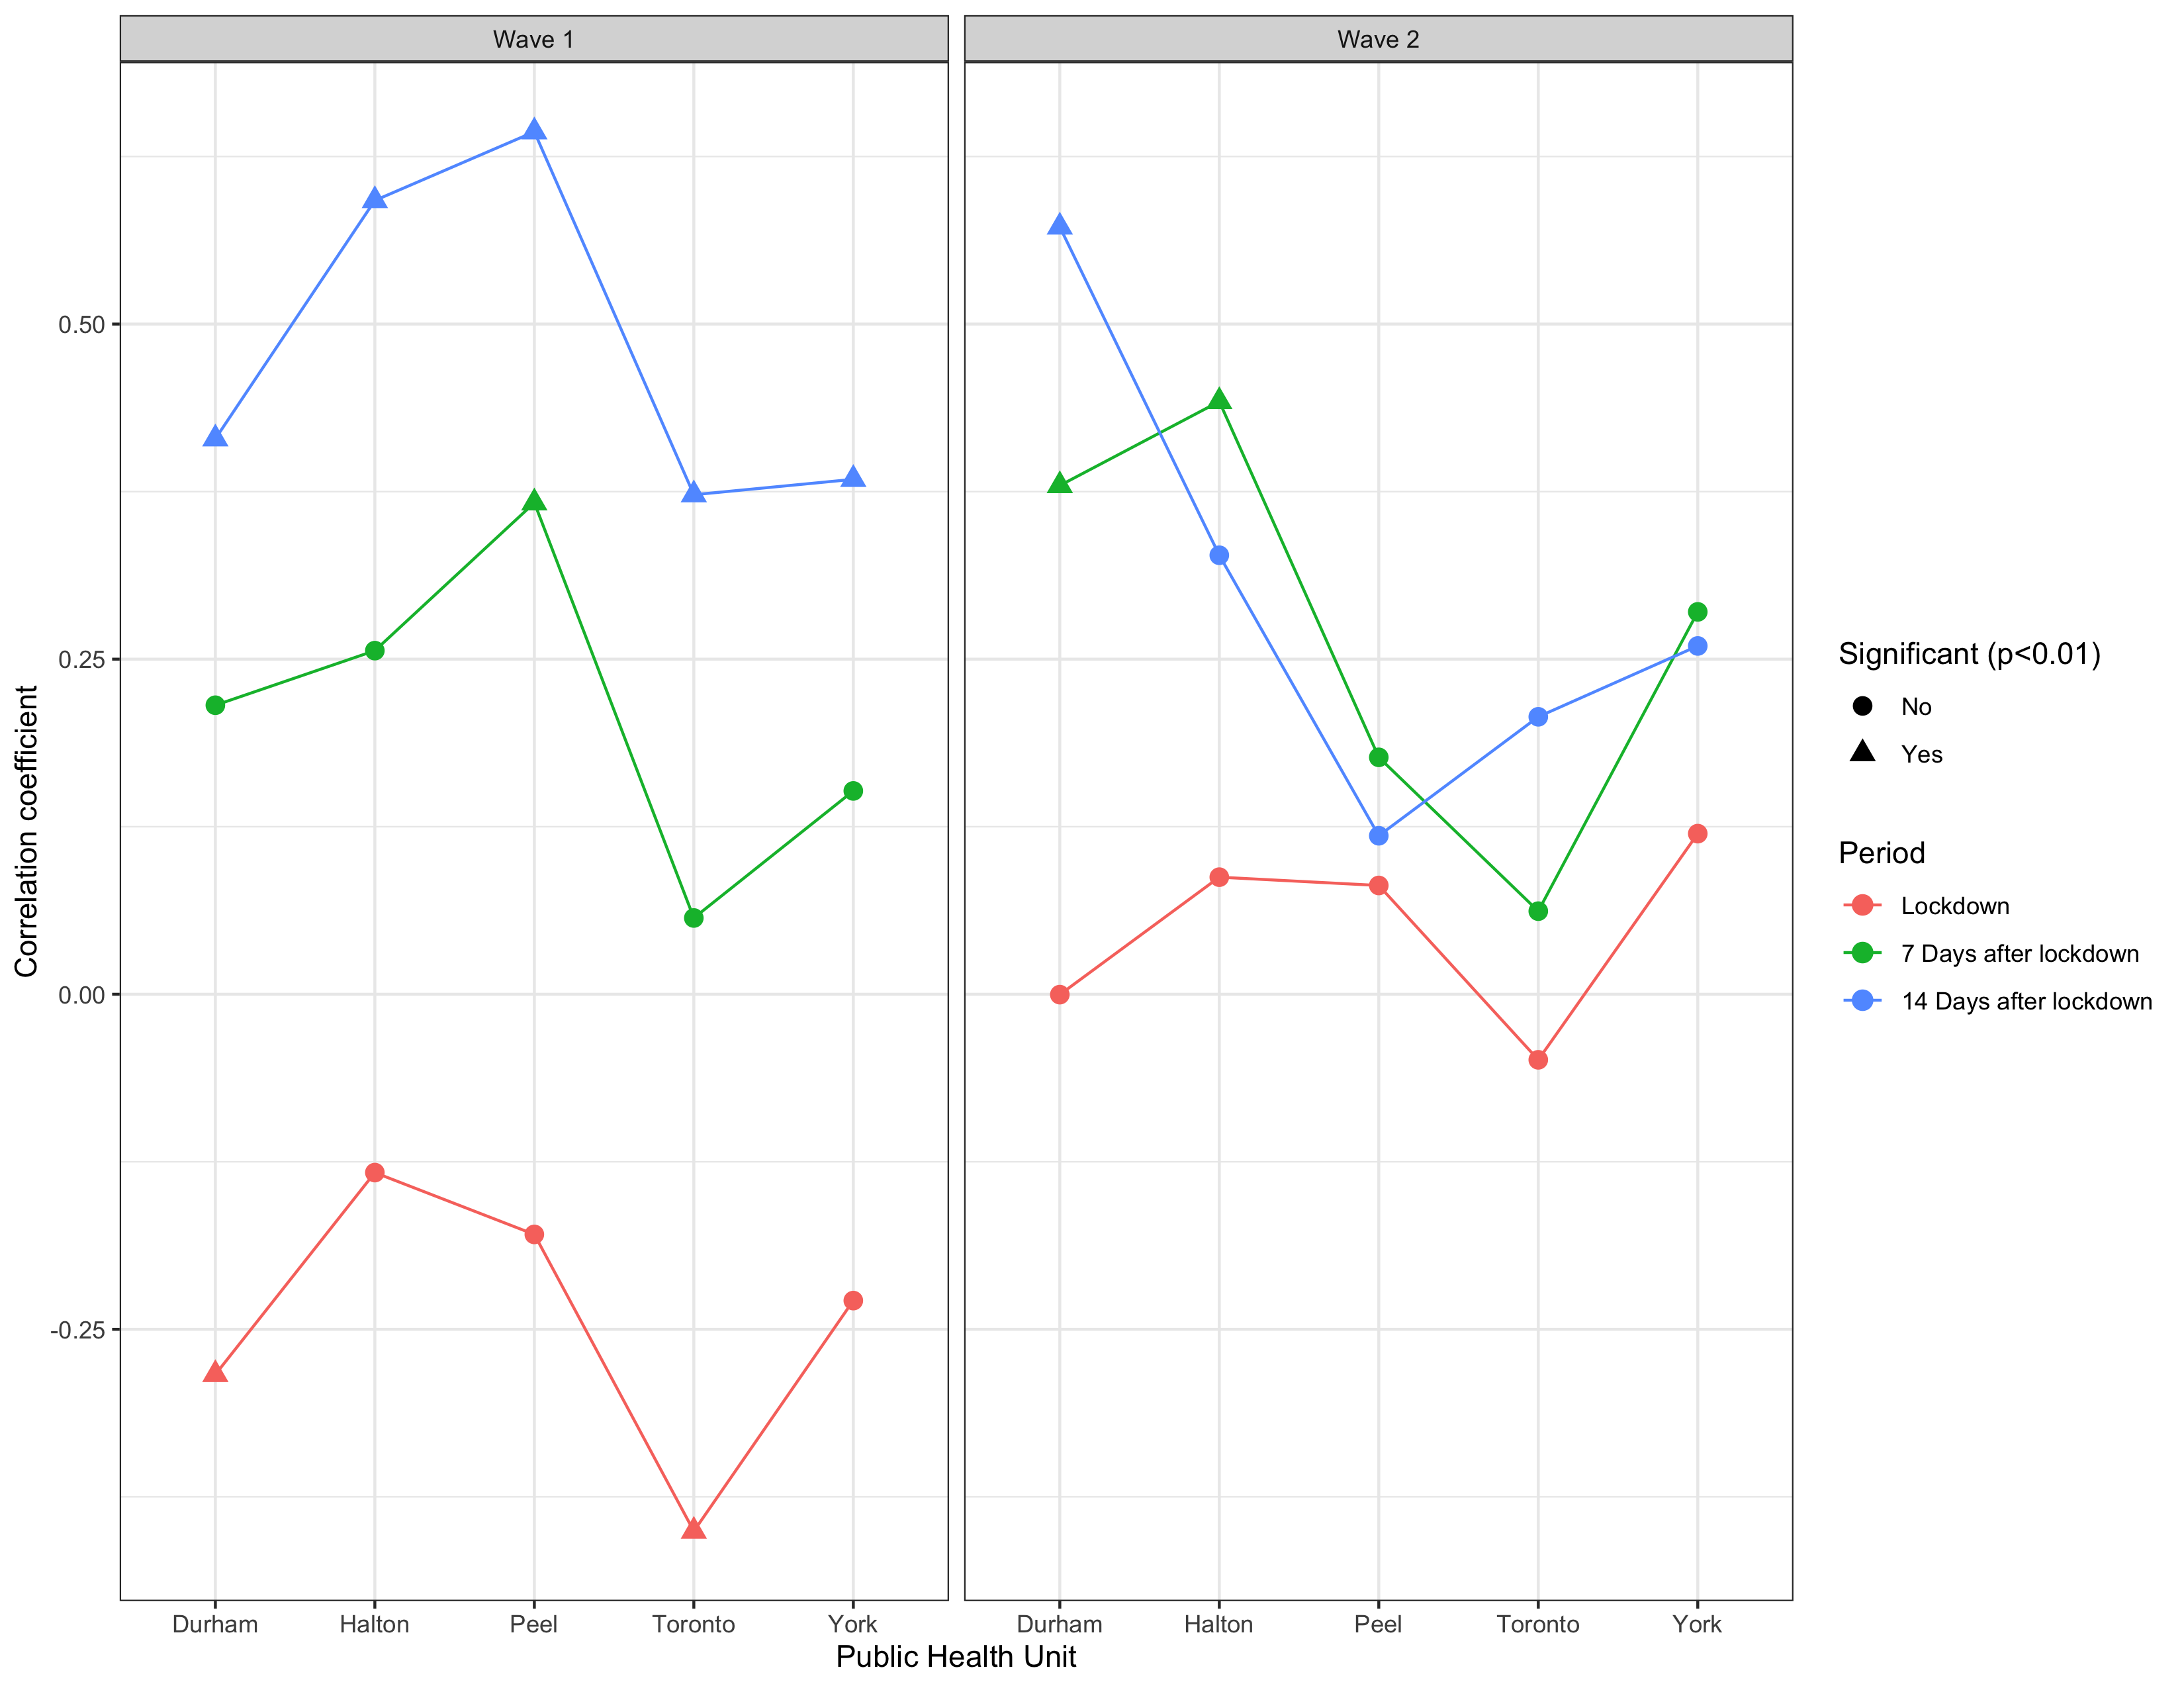 Wave 1
Wave 2
Correlation coefficient
0.50
0.25
0.00
-0.25
Durham Halton Peel Toronto York
Durham Halton Peel Toronto York
Public Health Unit
Significant (p<0.01)
No
Yes
Period
Lockdown
7 Days after lockdown
14 Days after lockdown